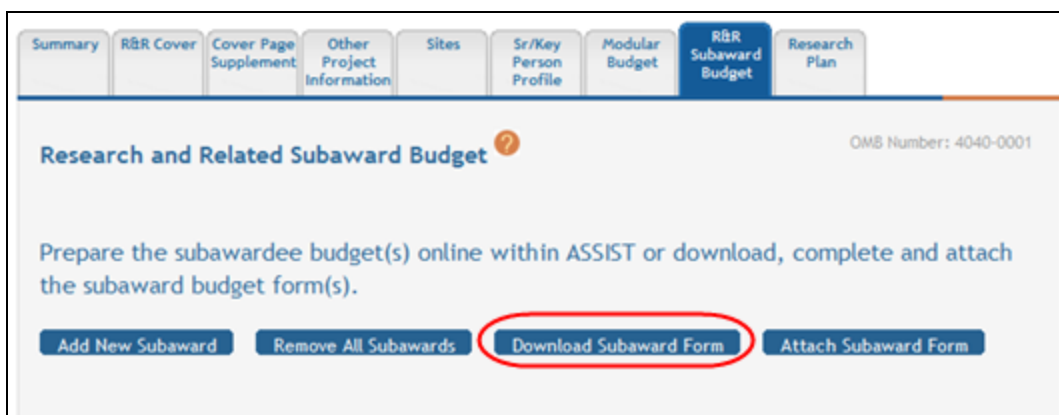 Summary
R&R Cover
Cover Page
Supplement
Other
Project
Information
Sites
Sr/Key
Person
Profile
Modular
Budget
R&R
Subaward
Budget
Research
Plan
Research and Related Subaward Budget ?
OMB Number: 4040-0001
Prepare the subawardee budget(s) online within ASSIST or download, complete and attach
the subaward budget form(s).
Add New Subaward Remove All Subawards Download Subaward Form Attach Subaward Form